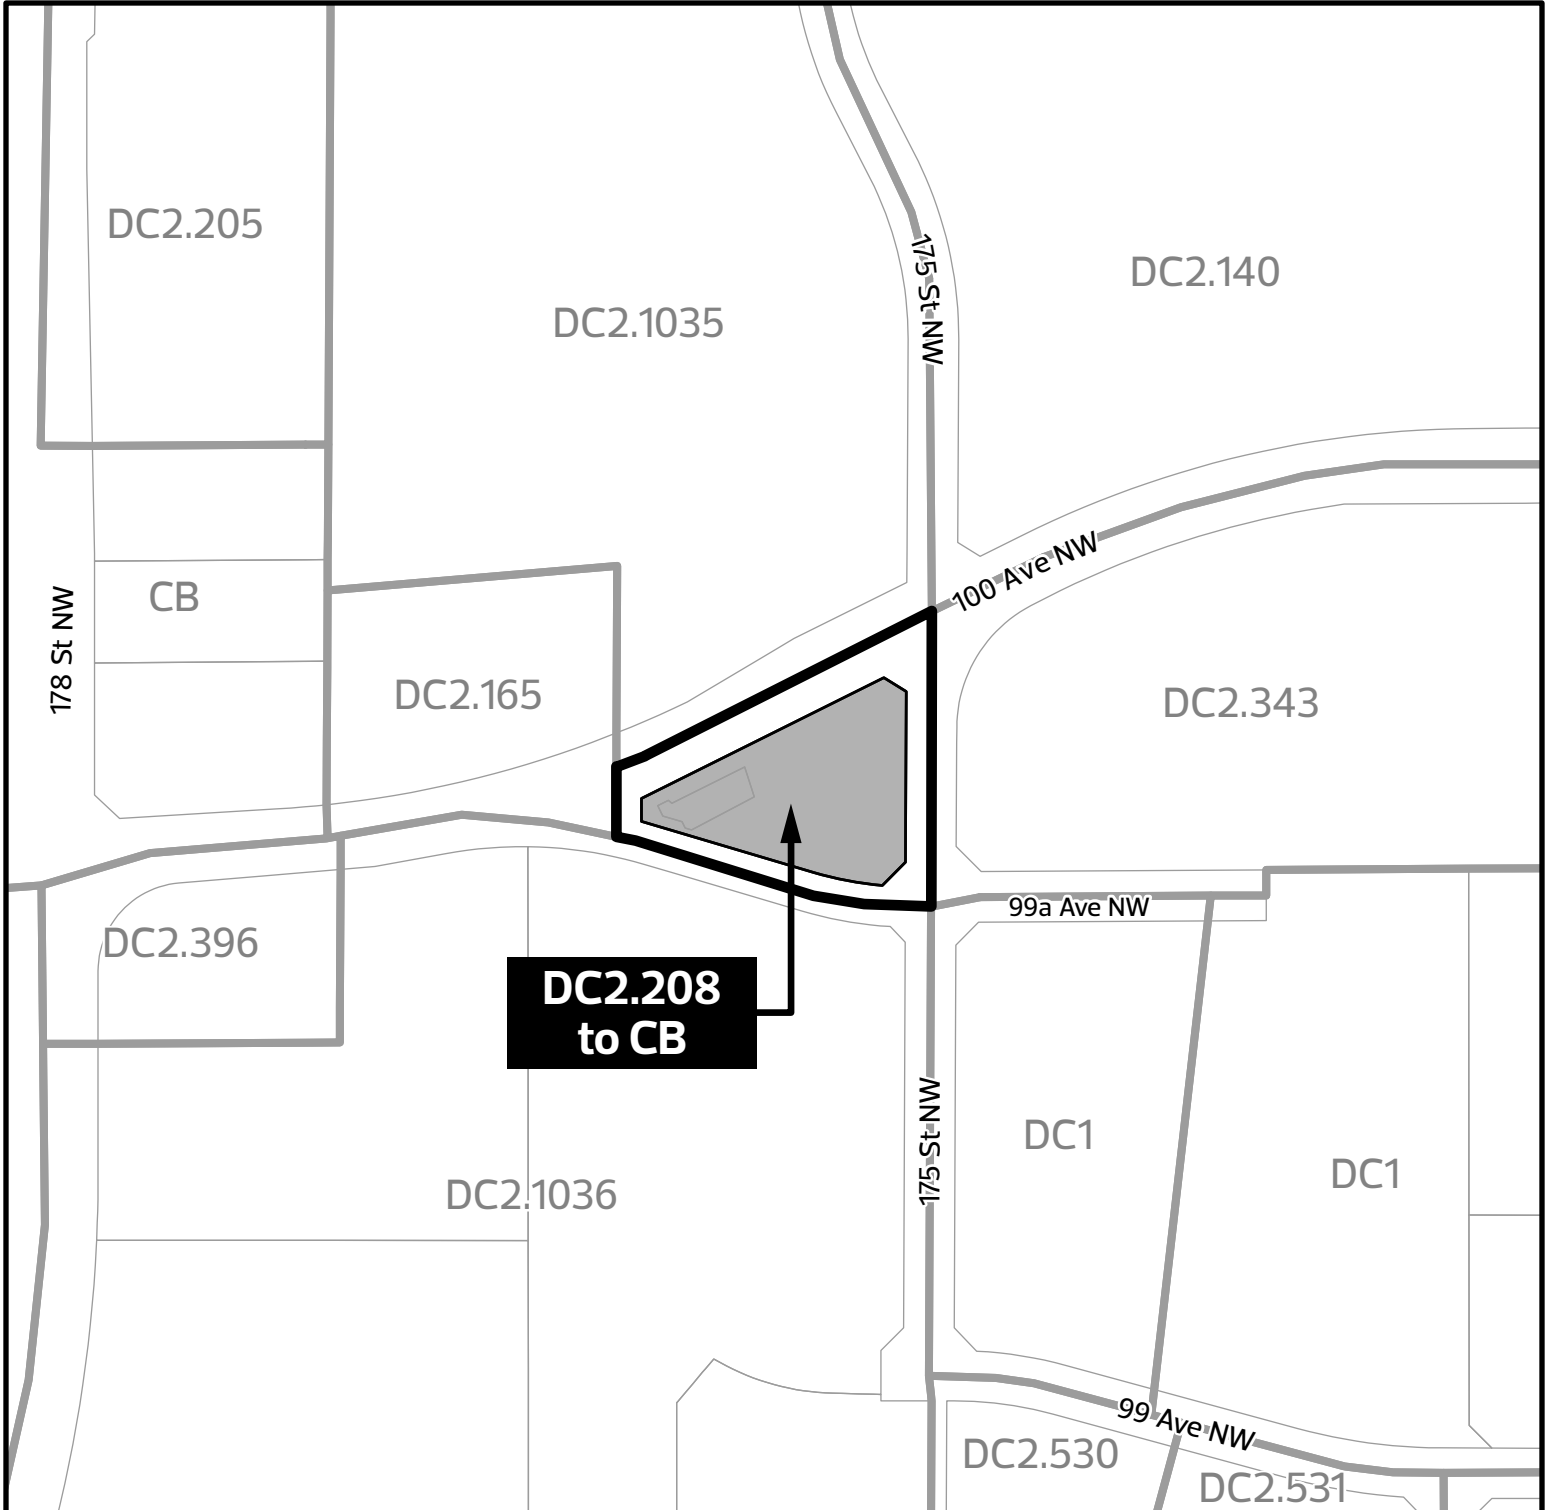 DC2.205
175 St NW
DC2.140
DC2.1035
100 Ave NW
CB
178 St NW
DC2.165
DC2.343
99a Ave NW
DC2.396
DC2.208
to CB
175 St NW
DC1
DC1
DC2.1036
99 Ave NW
DC2.530
DC2.531